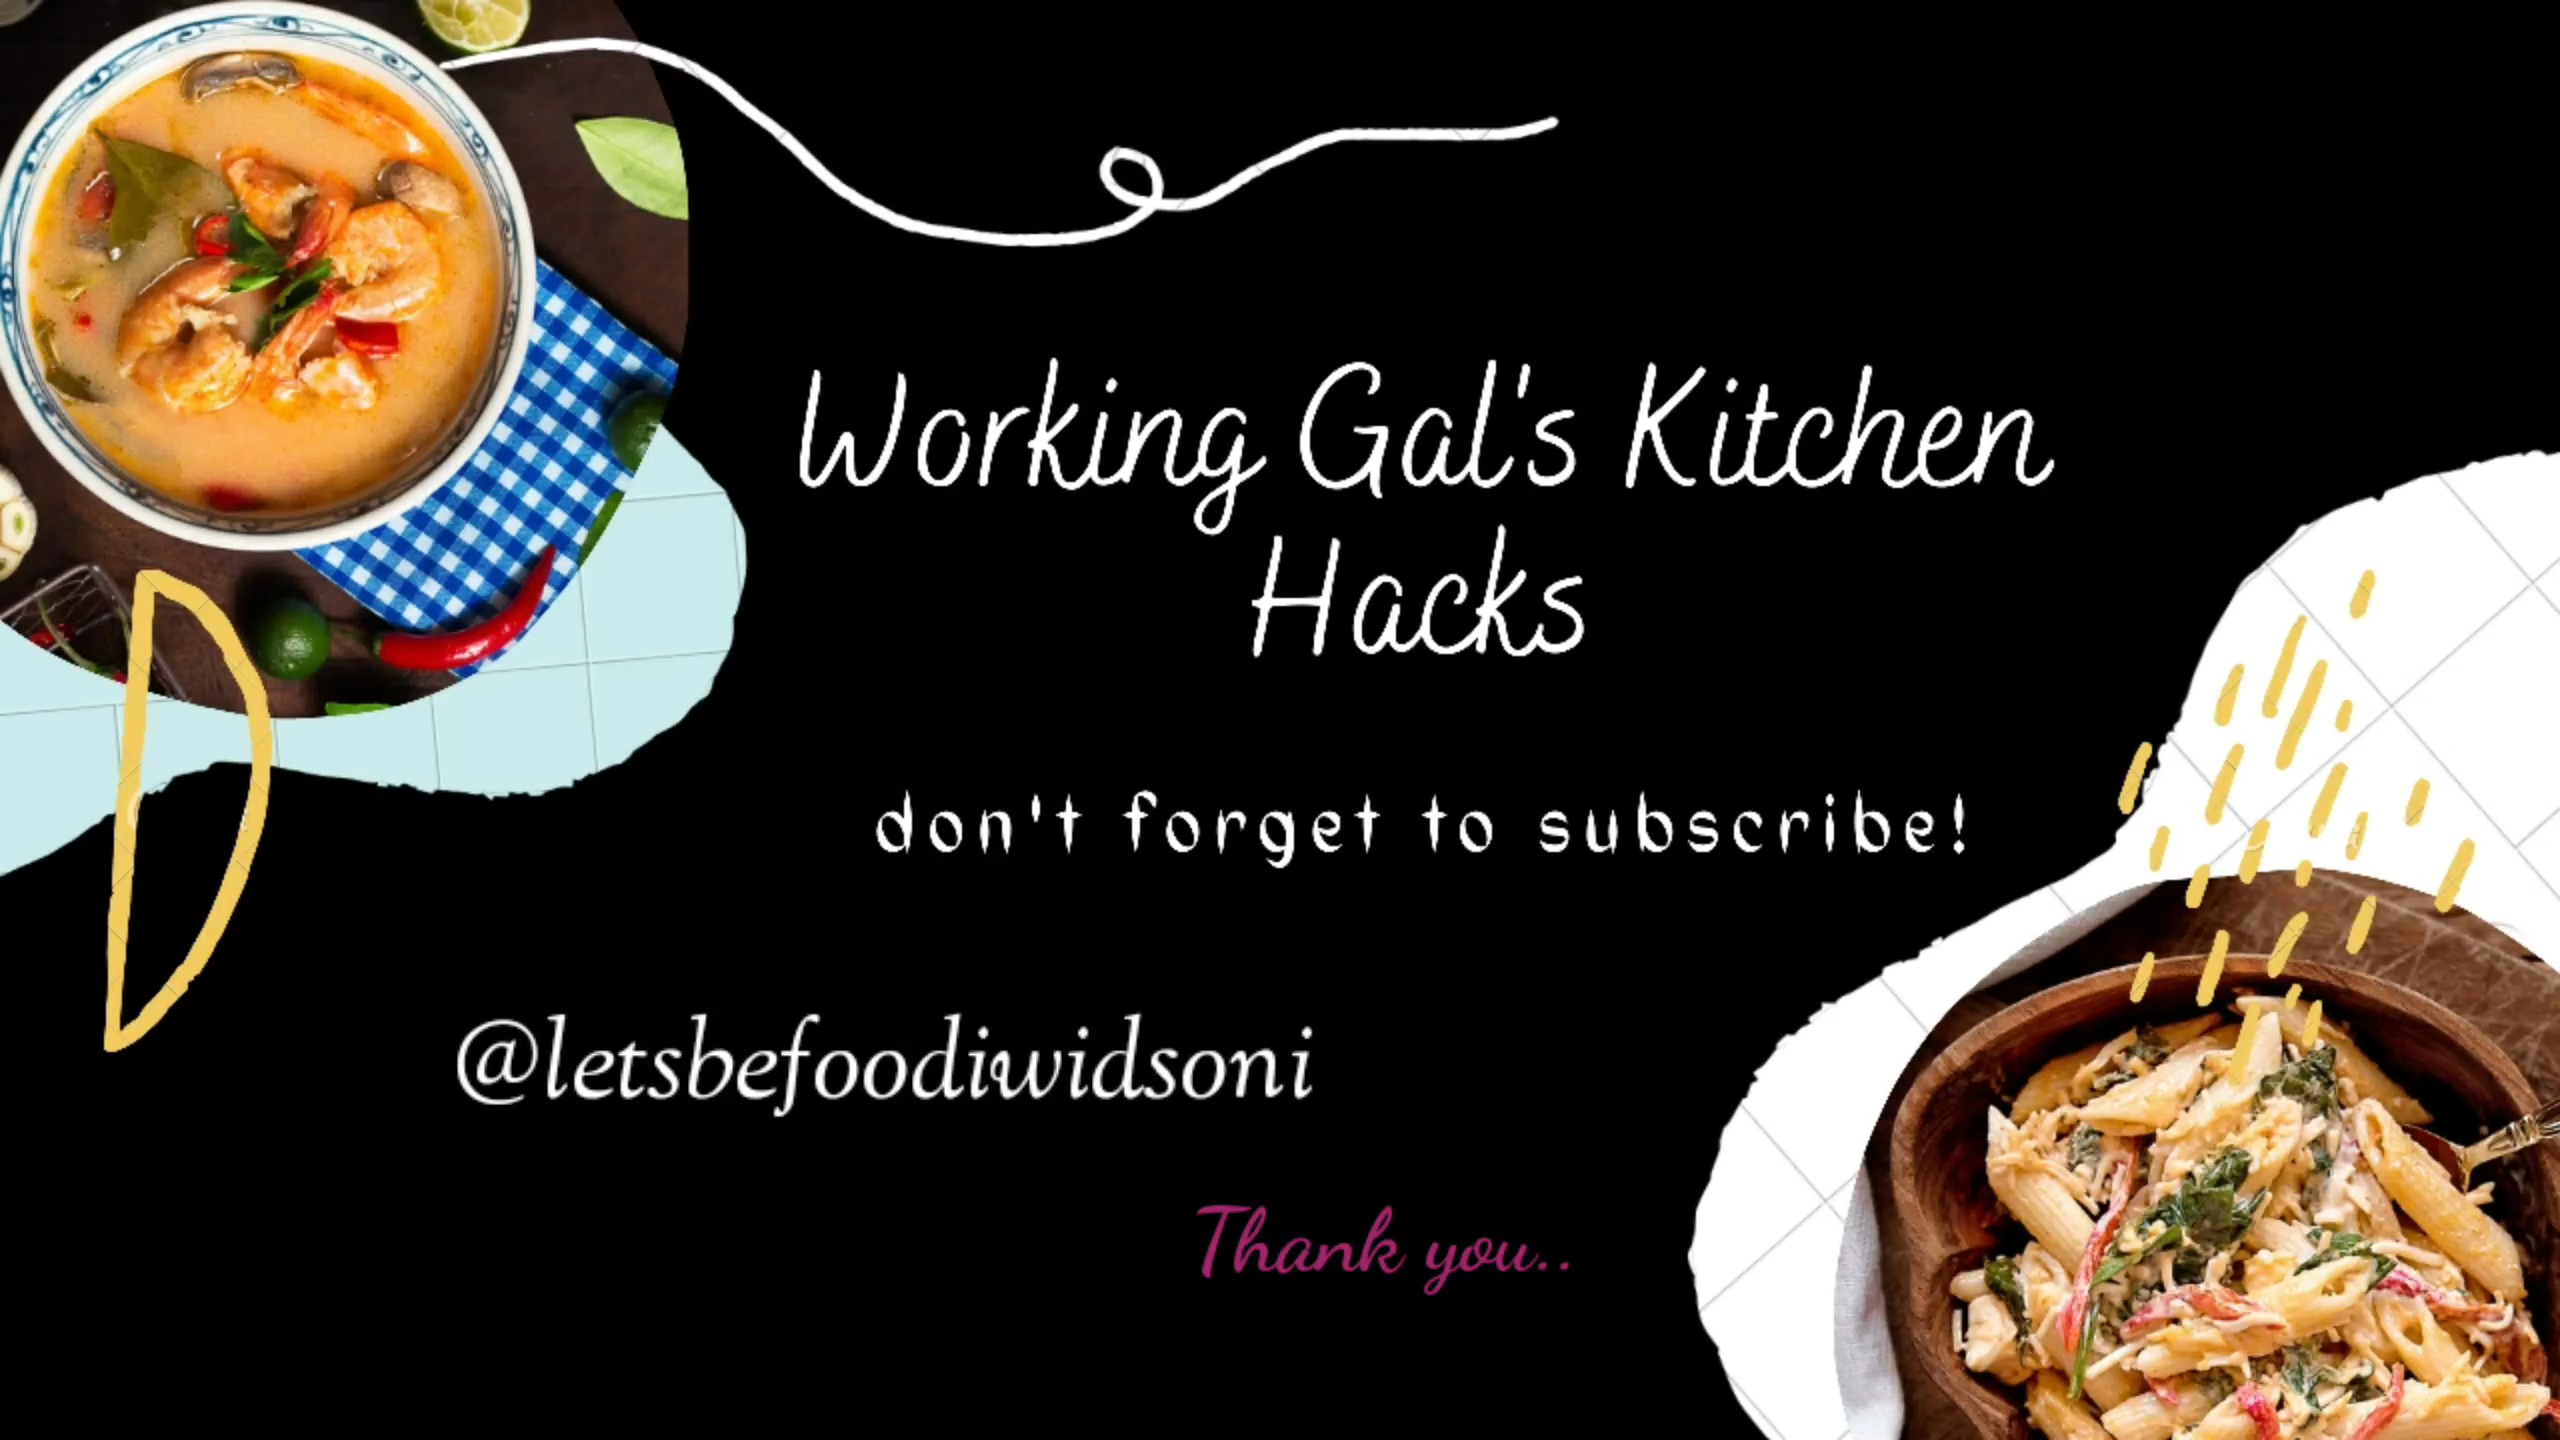 Working Gal's Kitchen
Hacks
don't forget to subscribe!
@letsbefoodiwidsoni
Thank you..